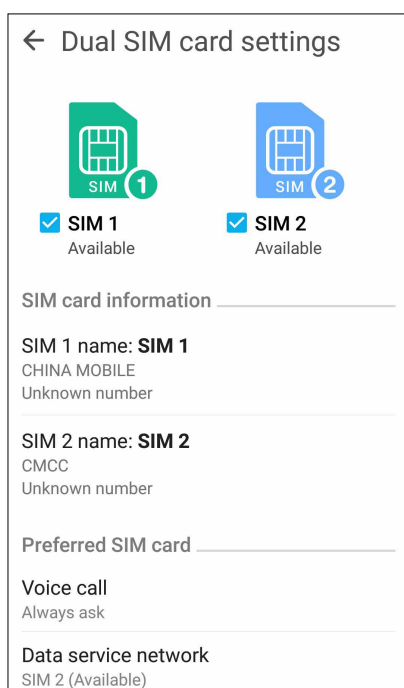 Dual SIM card settings
SIM 1
SIM 2
SIM 1
SIM 2
Available
Available
SIM card information
SIM 1 name: SIM 1
CHINA MOBILE
Unknown number
SIM 2 name: SIM 2
CMCC
Unknown number
Preferred SIM card
Voice call
Always ask
Data service network
SIM 2 (Available)